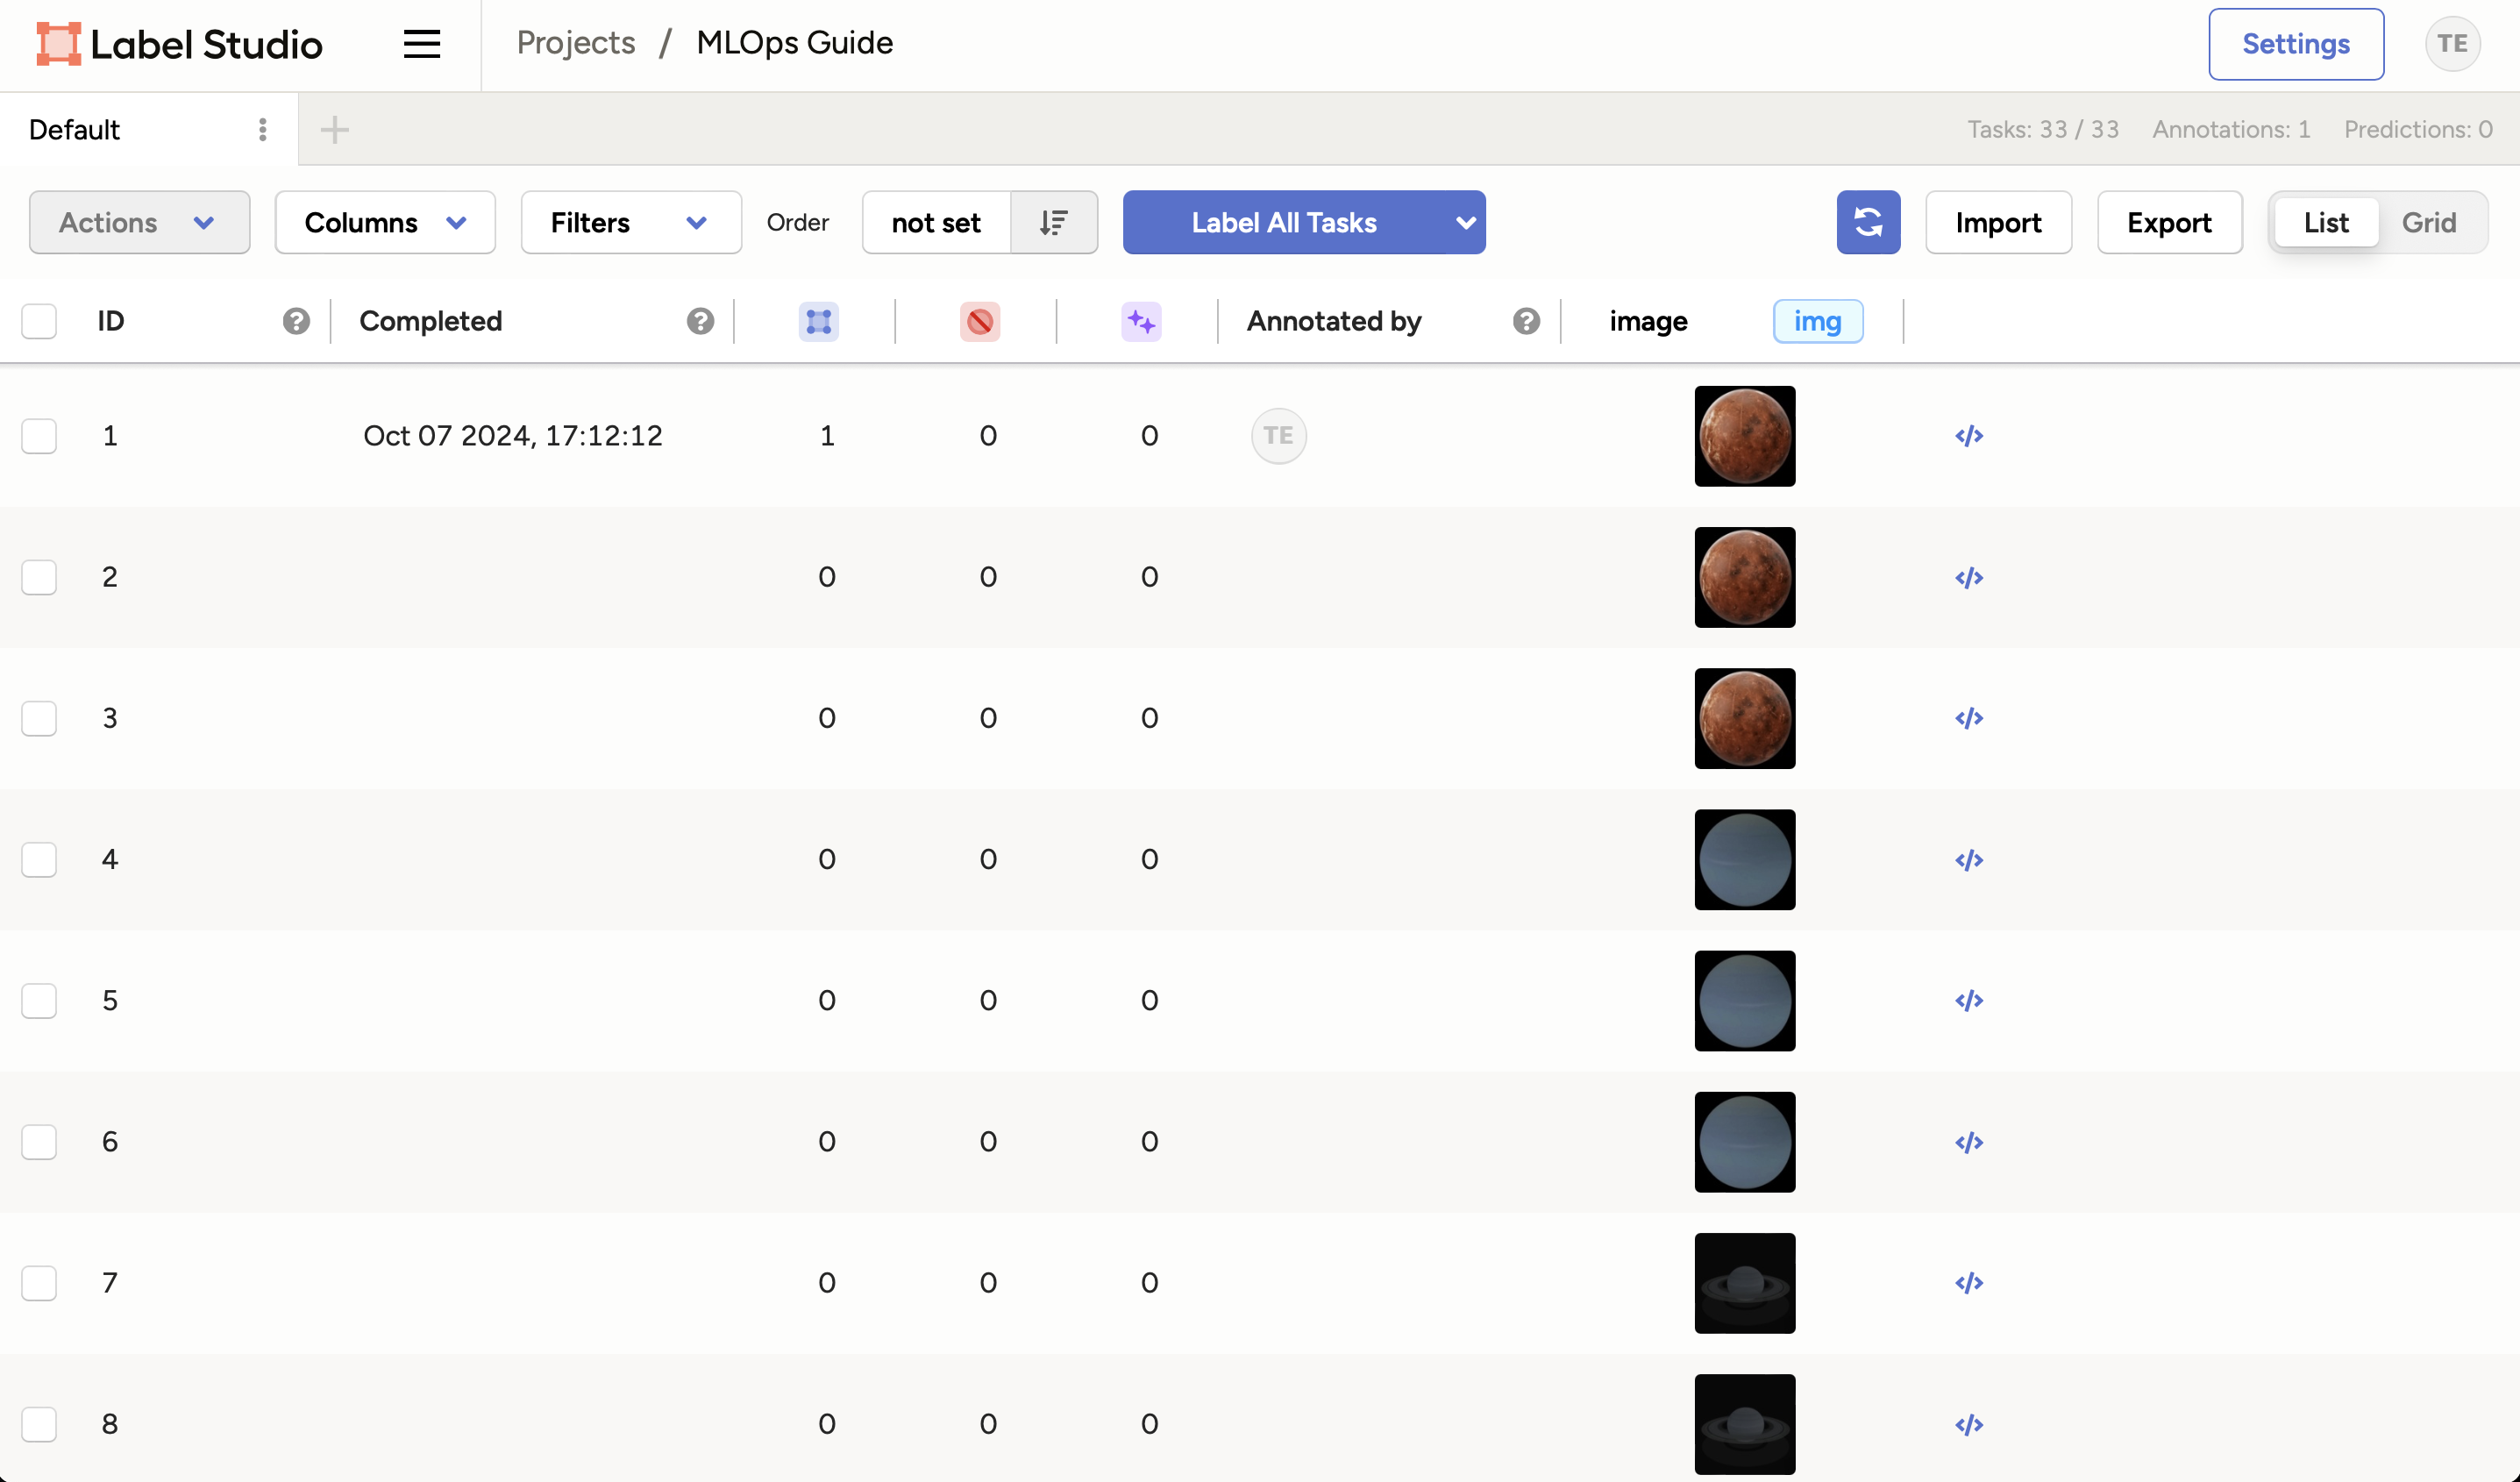 Label Studio
Projects / MLOps Guide
Settings
TE
Default
Tasks: 33 / 33
Annotations: 1
Predictions: 0
Actions
Columns
Filters
Order
not set
Label All Tasks
Import
Export
List
Grid
ID
Completed
Annotated by
image
img
1 Oct 07 2024, 17:12:12 1 0 0 TE </>
2 0 0 0 </>
3 0 0 0 </>
4 0 0 0 </>
5 0 0 0 </>
6 0 0 0 </>
7 0 0 0 </>
8 0 0 0 </>